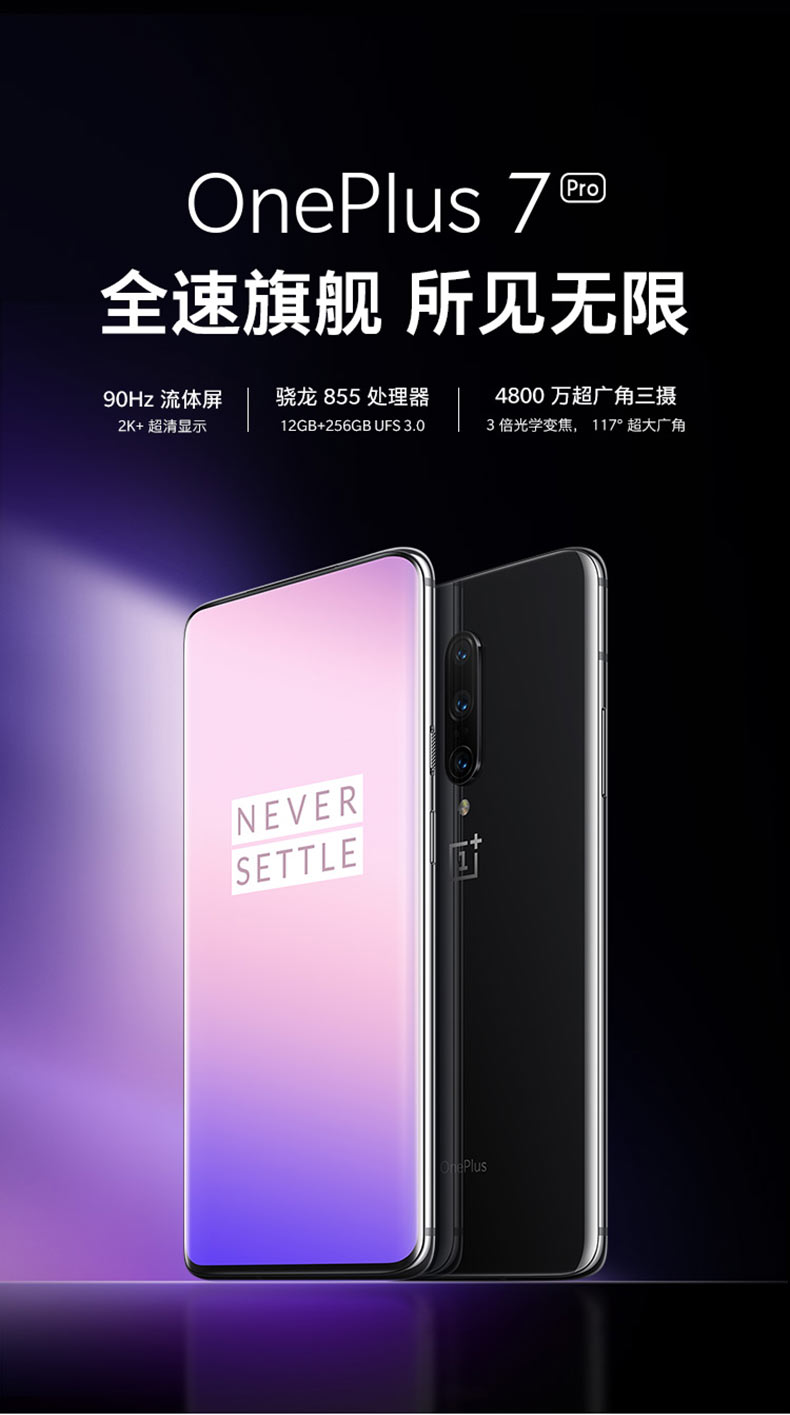 OnePlus 7 Pro
全速旗舰 所见无限
90Hz 流体屏
2K+ 超清显示
骁龙 855 处理器
12GB+256GB UFS 3.0
4800 万超广角三摄
3 倍光学变焦， 117° 超大广角
NEVER
SETTLE
1+
OnePlus